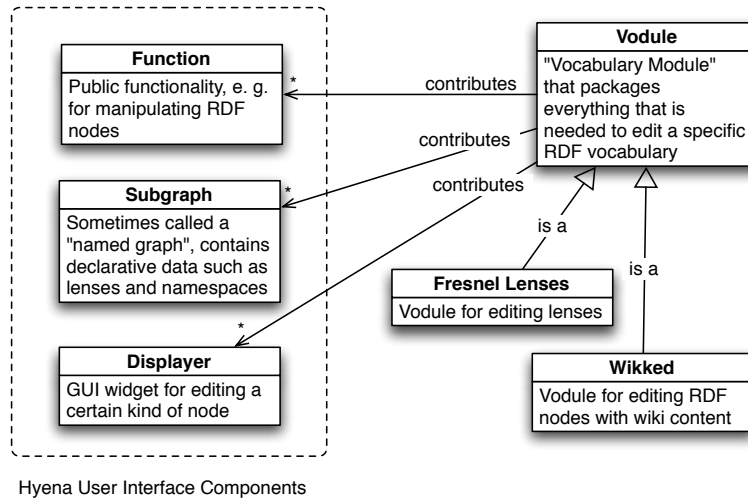 Function
Public functionality, e. g.
for manipulating RDF
nodes
*
contributes
Vodule
"Vocabulary Module"
that packages
everything that is
needed to edit a specific
RDF vocabulary
Subgraph
Sometimes called a
"named graph", contains
declarative data such as
lenses and namespaces
*
contributes
contributes
is a
is a
Fresnel Lenses
Vodule for editing lenses
*
Displayer
GUI widget for editing a
certain kind of node
Wikked
Vodule for editing RDF
nodes with wiki content
Hyena User Interface Components